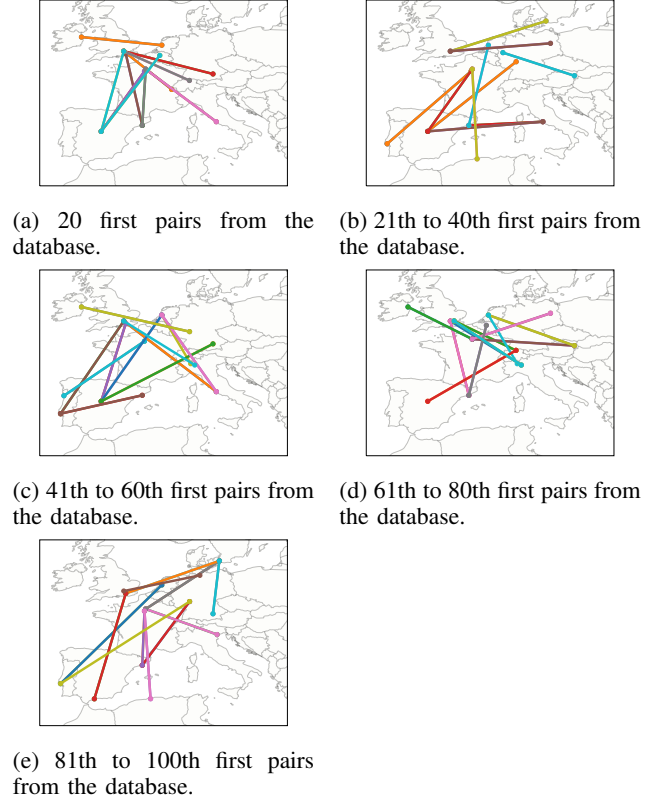 (a) 20 first pairs from the
database.
(b) 21th to 40th first pairs from
the database.
(c) 41th to 60th first pairs from
the database.
(d) 61th to 80th first pairs from
the database.
(e) 81th to 100th first pairs
from the database.